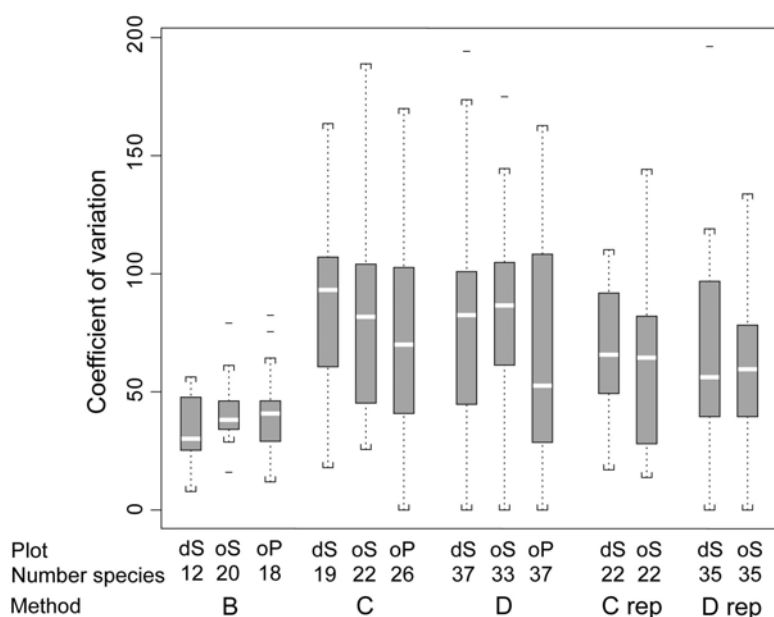 200
150
100
50
0
Coefficient of variation
Plot dS oS oP dS oS oP dS oS oP dS oS dS oS
Number species 12 20 18 19 22 26 37 33 37 22 22 35 35
Method B C D C rep D rep